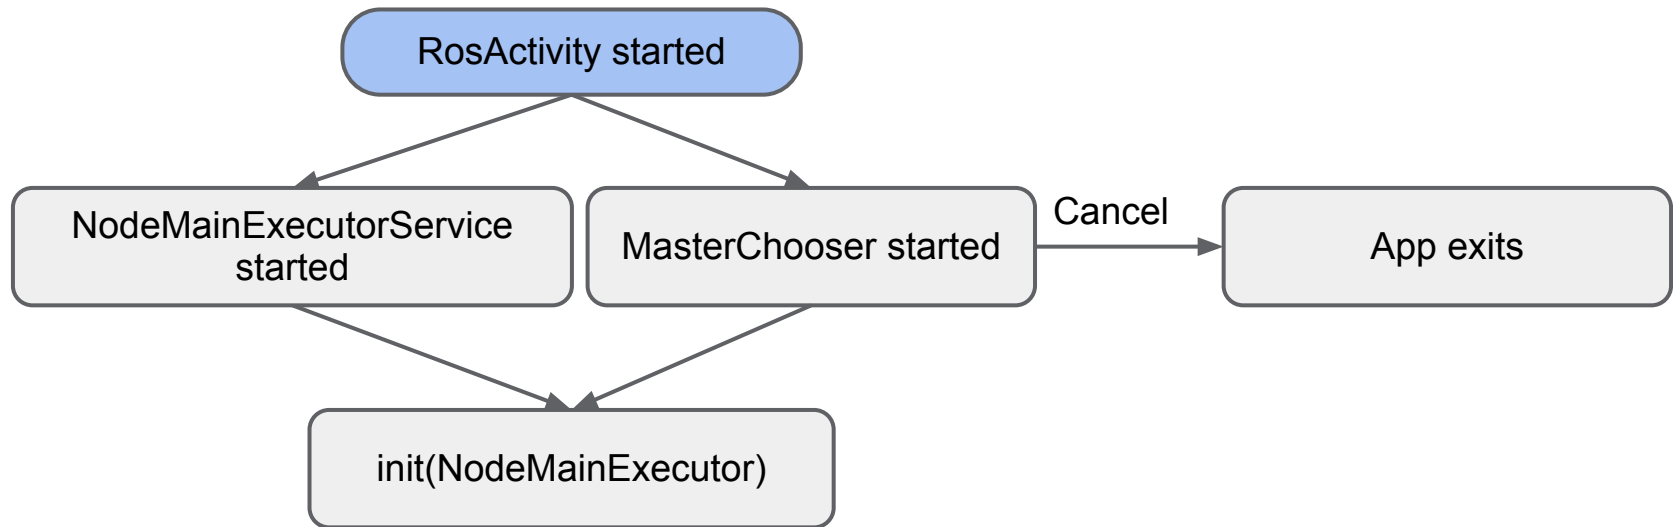 RosActivity started
NodeMainExecutorService
started
MasterChooser started
Cancel
App exits
init(NodeMainExecutor)